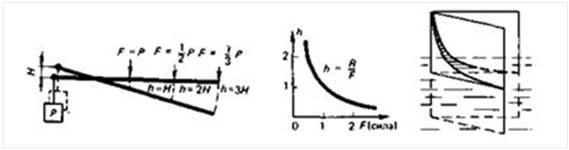 F=P F=1/2 P F=1/3 P
H
h=H h=2H h=3H
P
h
2
1
h = A/F
0 1 2 F(сила)